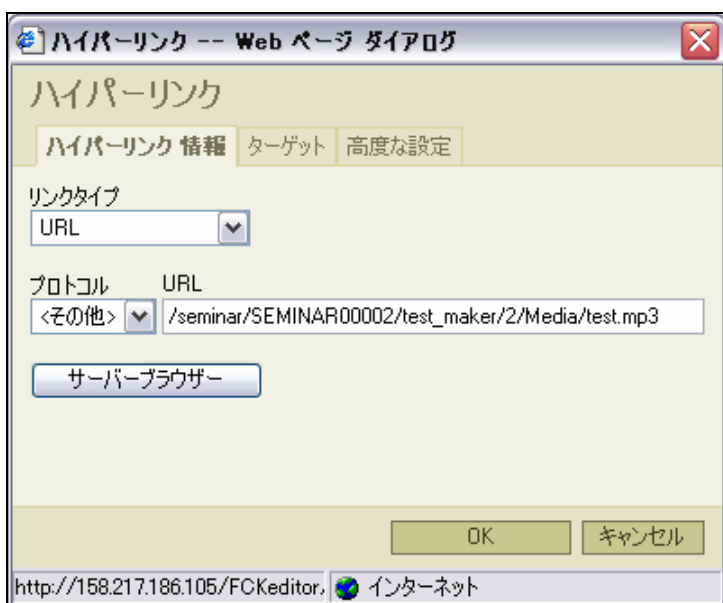 ハイパーリンク -- Web ページ ダイアログ
ハイパーリンク
ハイパーリンク 情報 ターゲット 高度な設定
リンクタイプ
URL
プロトコル URL
<その他> /seminar/SEMINAR00002/test_maker/2/Media/test.mp3
サーバーブラウザー
OK キャンセル
http://158.217.186.105/FCKeditor, インターネット